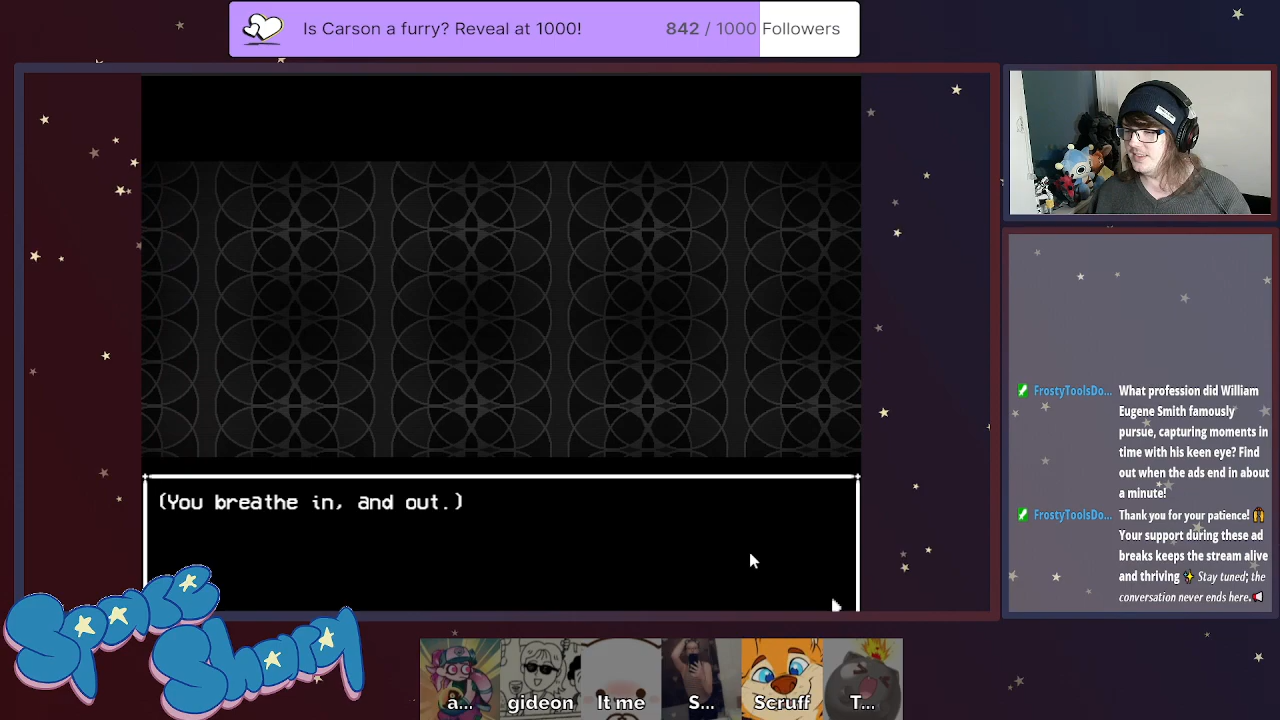 Is Carson a furry? Reveal at 1000!
842 / 1000 Followers
(You breathe in, and out.)
FrostyToolsDo...
What profession did William
Eugene Smith famously
pursue, capturing moments in
time with his keen eye? Find
out when the ads end in about
a minute!
FrostyToolsDo...
Thank you for your patience!
Your support during these ad
breaks keeps the stream alive
and thriving
Stay tuned; the
conversation never ends here.
a...
gideon
It me
S...
Scruff
T...